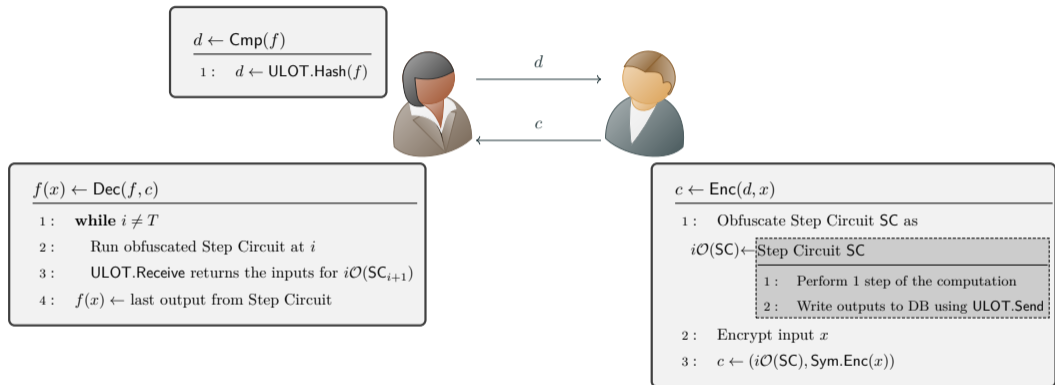 d ← Cmp(f)
1 : d ← ULOT.Hash(f)
d
c
f(x) ← Dec(f, c)
1 : while i ≠ T
2 : Run obfuscated Step Circuit at i
3 : ULOT.Receive returns the inputs for iO(SC_{i+1})
4 : f(x) ← last output from Step Circuit
c ← Enc(d, x)
1 : Obfuscate Step Circuit SC as
iO(SC)←Step Circuit SC
1 : Perform 1 step of the computation
2 : Write outputs to DB using ULOT.Send
2 : Encrypt input x
3 : c ← (iO(SC), Sym.Enc(x))